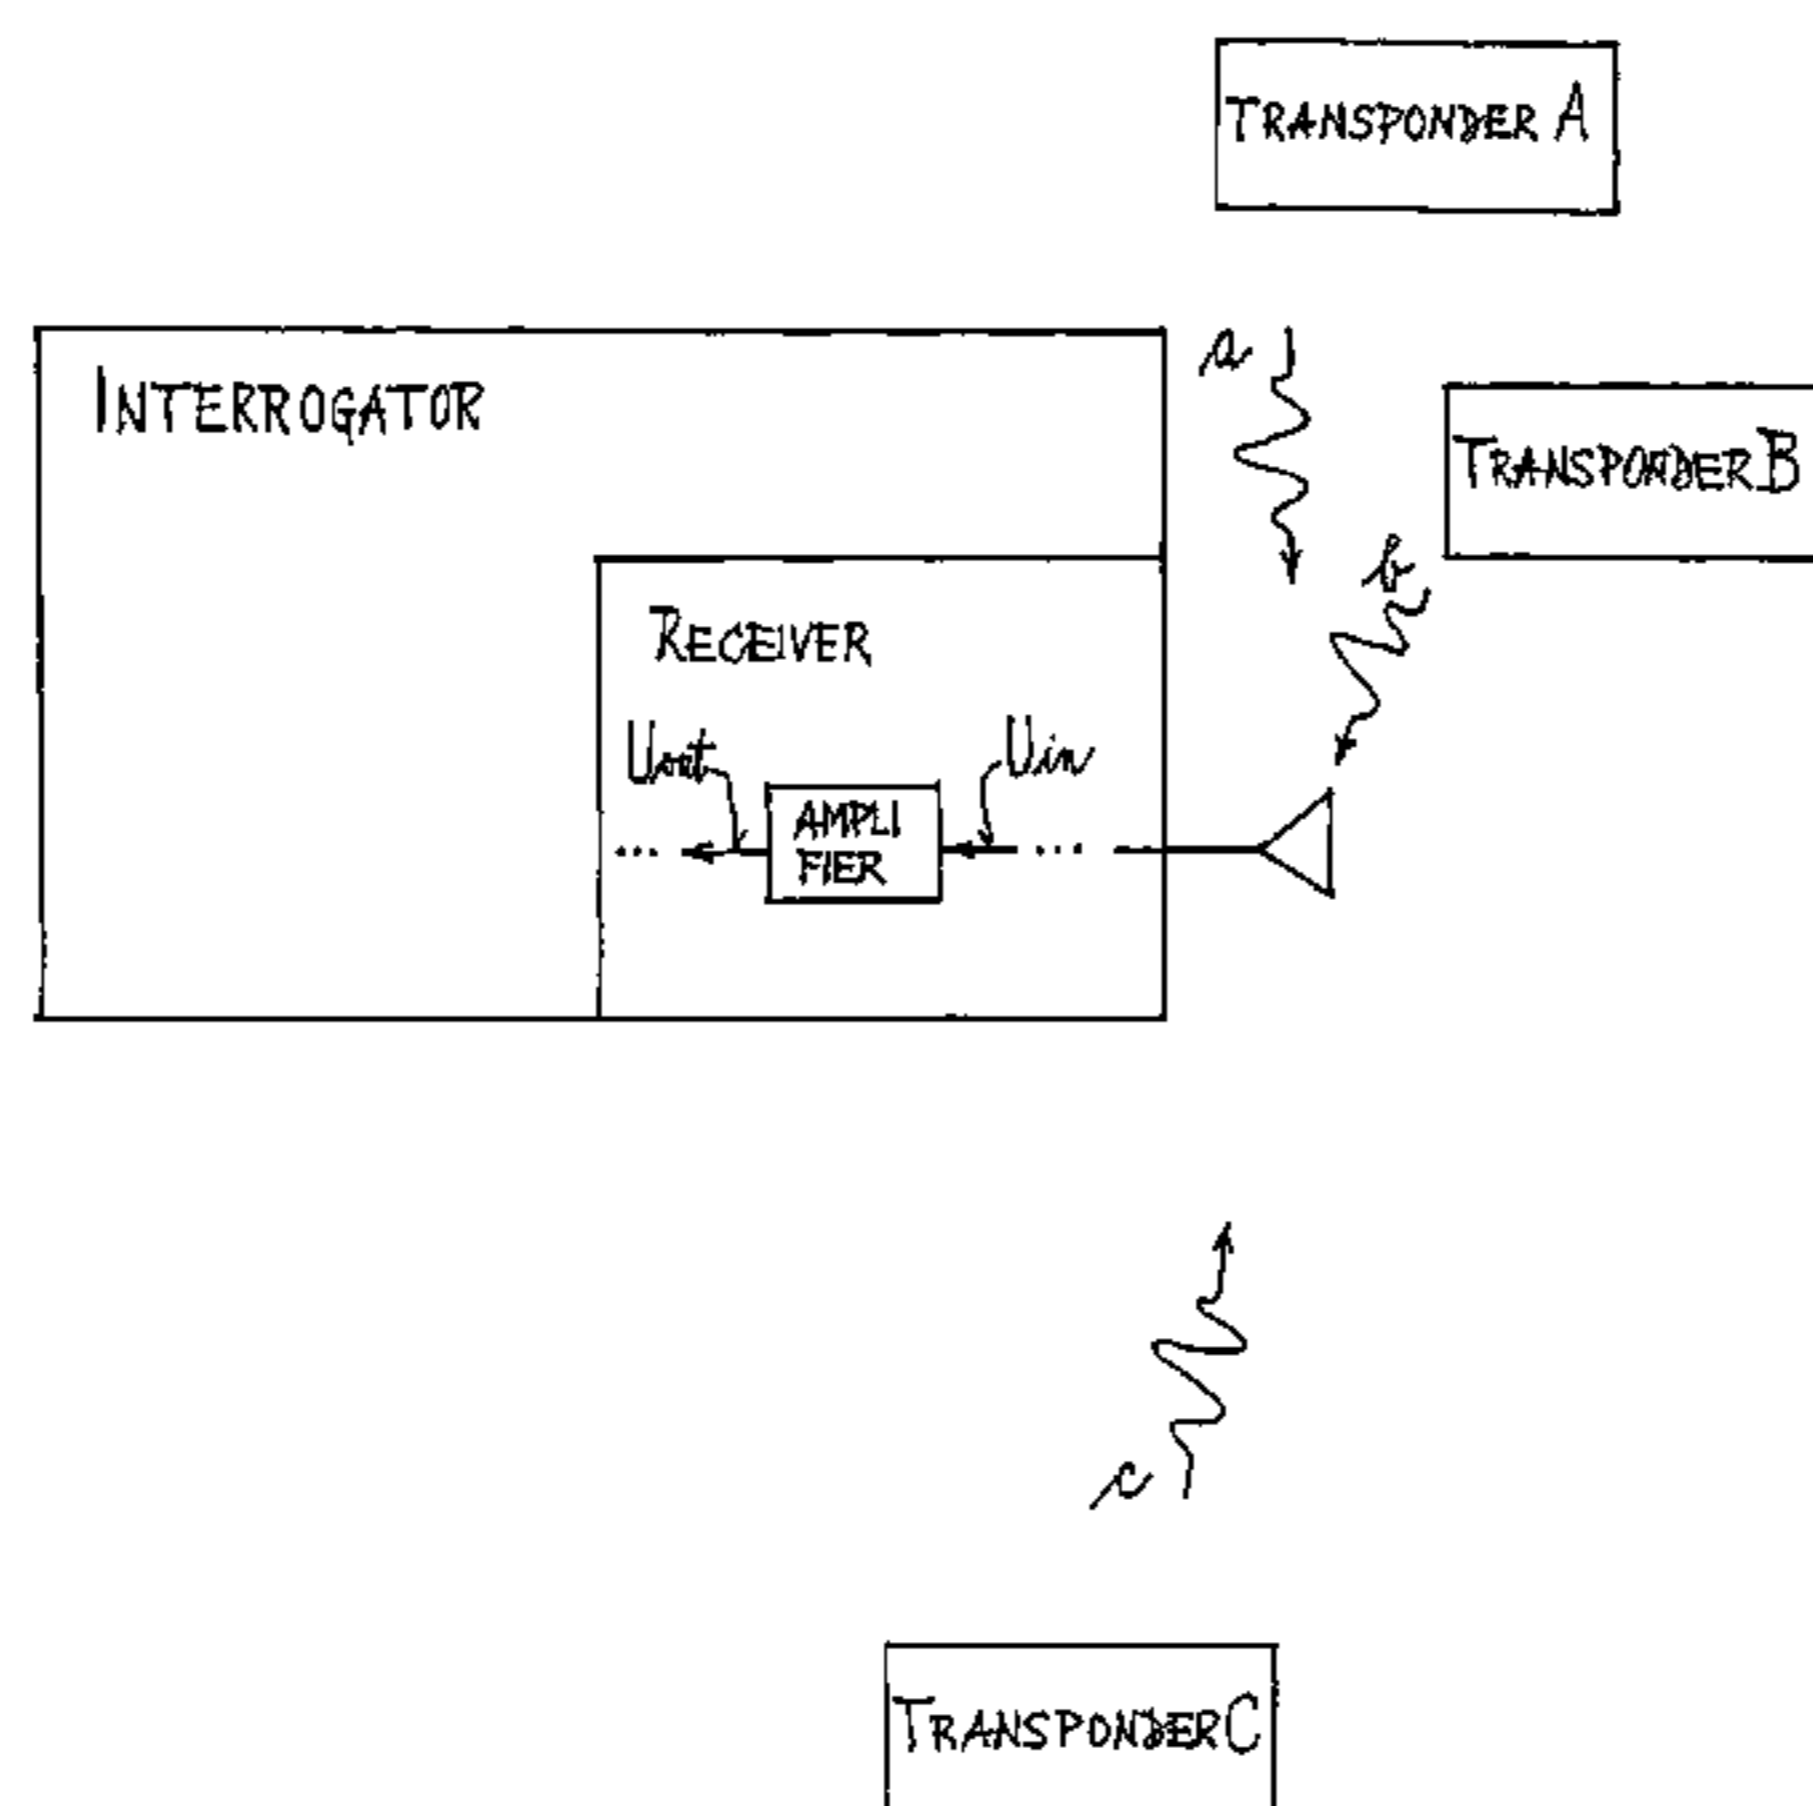 TRANSPONDER A
INTERROGATOR
a
TRANSPONDER B
b
RECEIVER
Uout
Uin
AMPLI
FIER
...
...
c
TRANSPONDER C